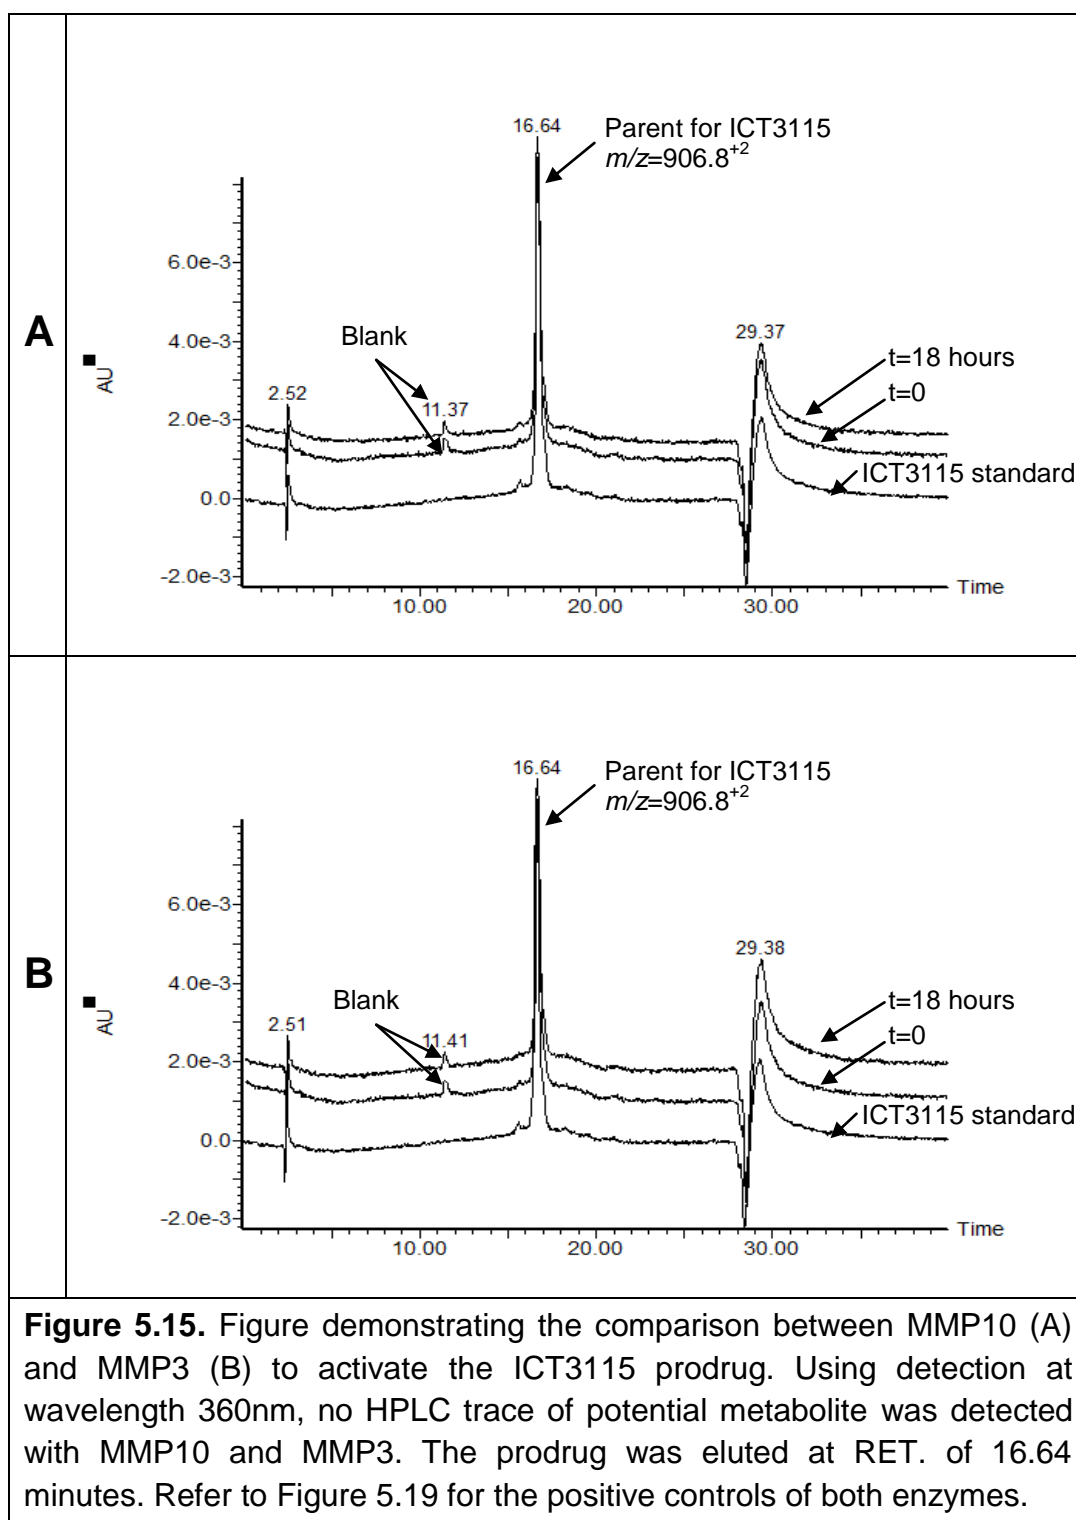 A
16.64
Parent for ICT3115
m/z=906.8+2
6.0e-3
4.0e-3
2.0e-3
0.0
-2.0e-3
AU
Blank
2.52
11.37
29.37
t=18 hours
t=0
ICT3115 standard
10.00
20.00
30.00
Time
B
16.64
Parent for ICT3115
m/z=906.8+2
6.0e-3
4.0e-3
2.0e-3
0.0
-2.0e-3
AU
Blank
2.51
11.41
29.38
t=18 hours
t=0
ICT3115 standard
10.00
20.00
30.00
Time
Figure 5.15. Figure demonstrating the comparison between MMP10 (A)
and MMP3 (B) to activate the ICT3115 prodrug. Using detection at
wavelength 360nm, no HPLC trace of potential metabolite was detected
with MMP10 and MMP3. The prodrug was eluted at RET. of 16.64
minutes. Refer to Figure 5.19 for the positive controls of both enzymes.